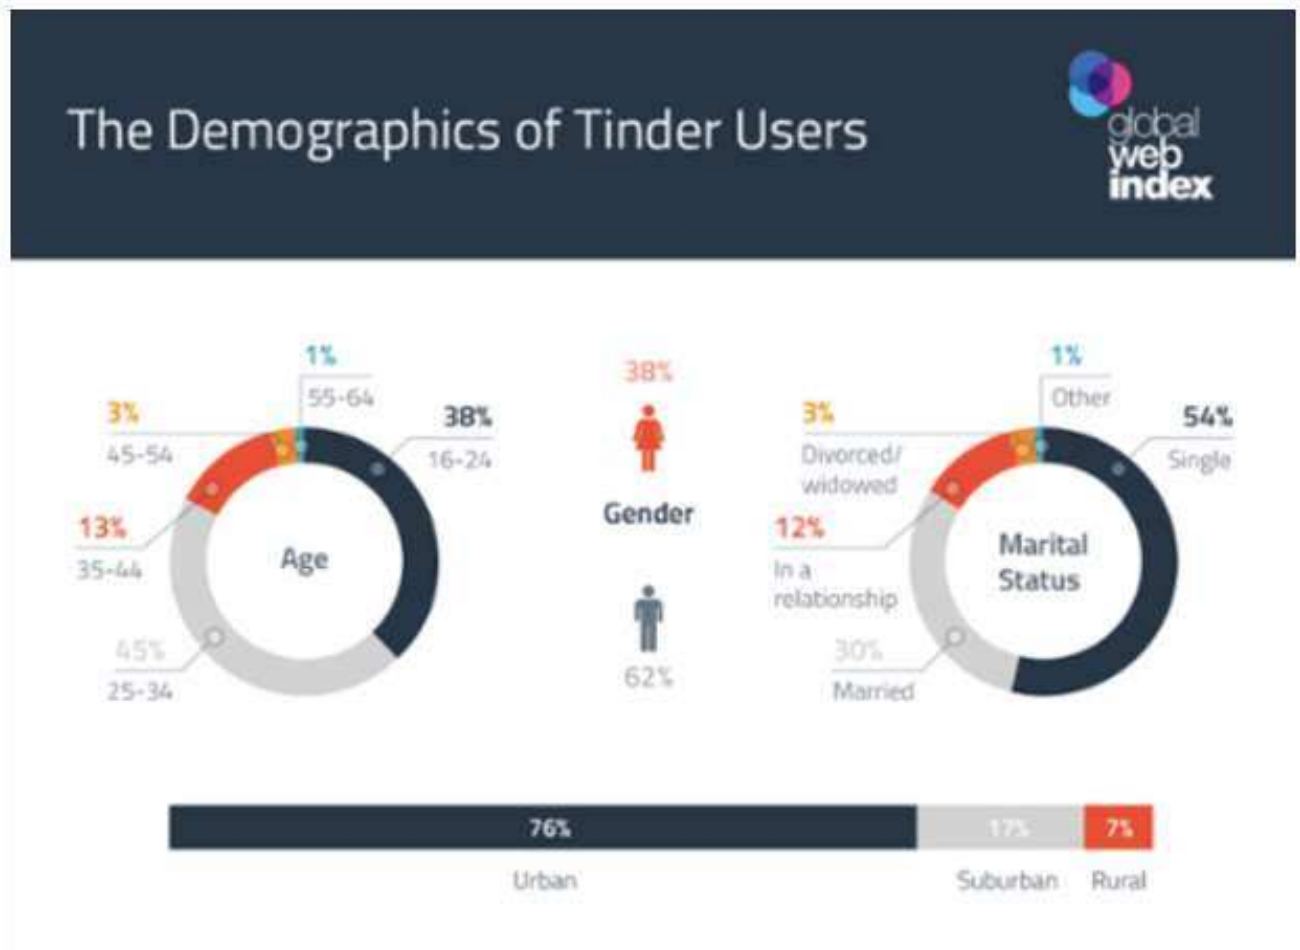 The Demographics of Tinder Users
global
web
index
1%
55-64
3%
45-54
38%
16-24
13%
35-44
Age
45%
25-34
38%
Gender
62%
1%
Other
3%
Divorced/
widowed
54%
Single
12%
In a
relationship
Marital
Status
30%
Married
76%
17%
7%
Urban
Suburban
Rural